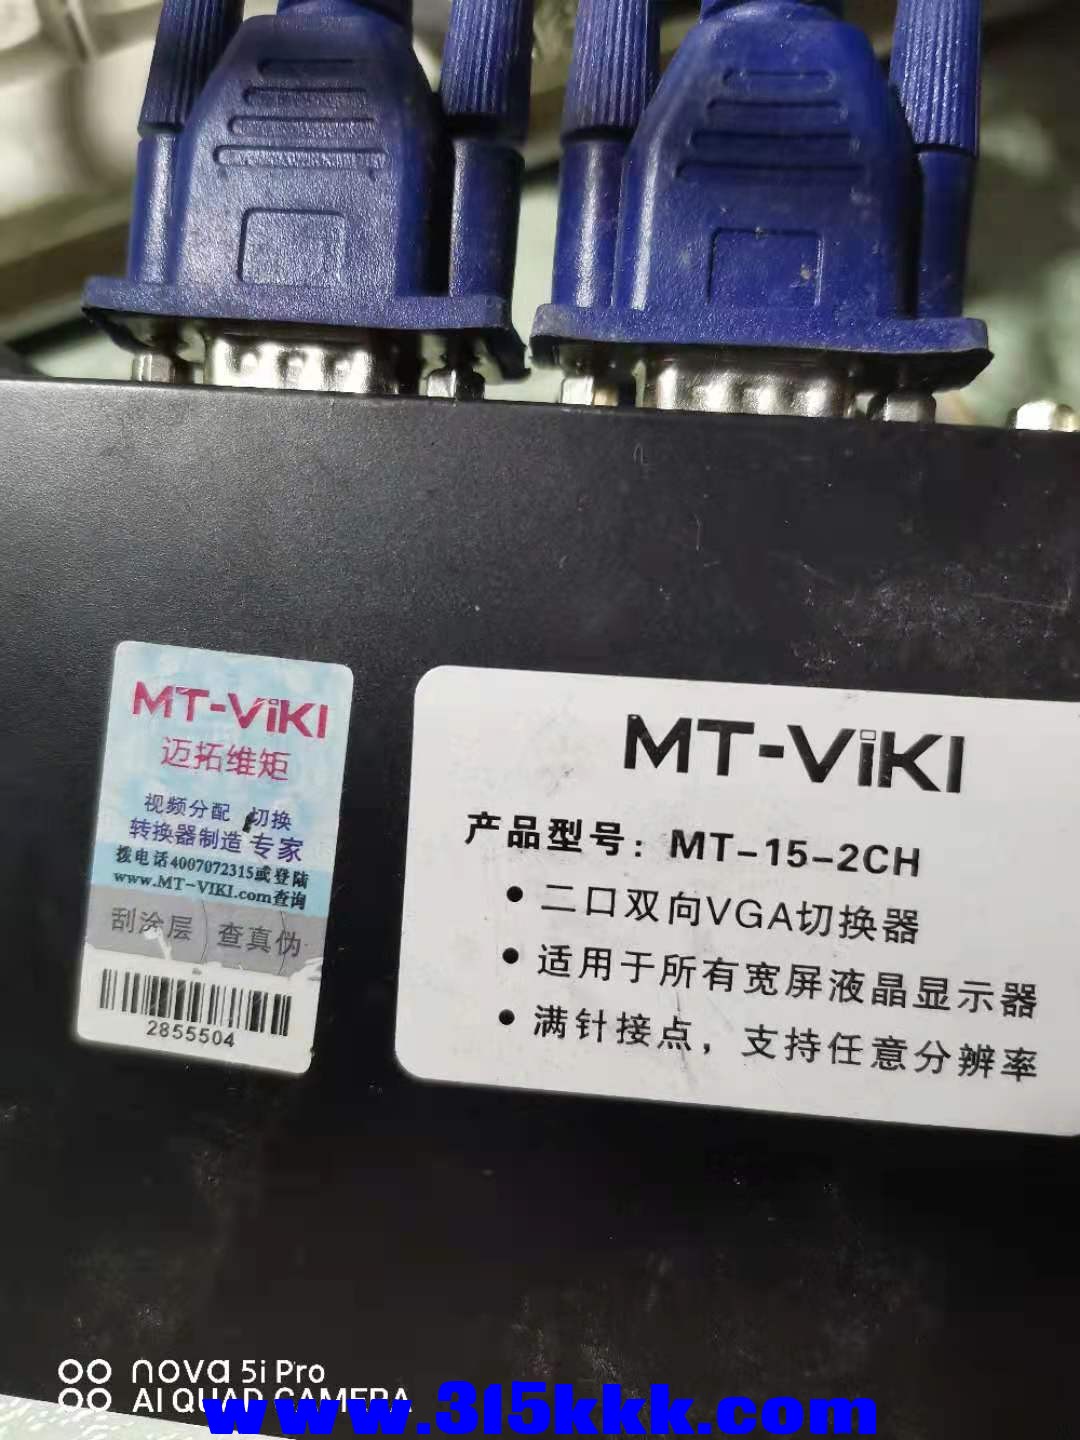 MT-ViKI
迈拓维矩
视频分配 切换
转换器制造 专家
拨电话4007072315或登陆
www.MT-VIKI.com查询
刮涂层 查真伪
2855504
MT-ViKI
产品型号：MT-15-2CH
• 二口双向VGA切换器
• 适用于所有宽屏液晶显示器
• 满针接点，支持任意分辨率
nova 5i Pro
AI QUAD CAMERA
www.315kkk.com